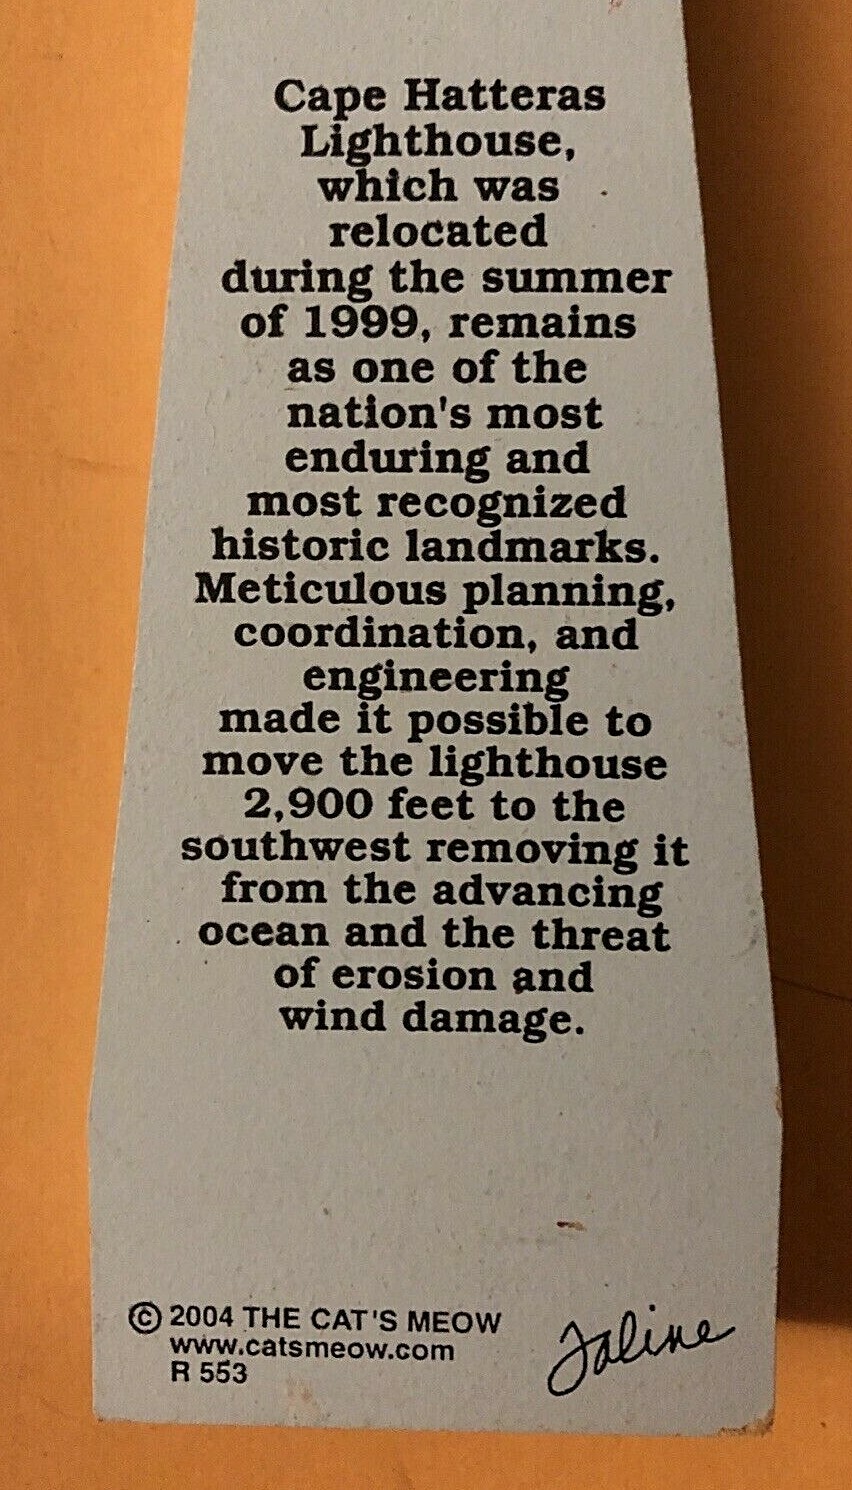 Cape Hatteras
Lighthouse,
which was
relocated
during the summer
of 1999, remains
as one of the
nation's most
enduring and
most recognized
historic landmarks.
Meticulous planning,
coordination, and
engineering
made it possible to
move the lighthouse
2,900 feet to the
southwest removing it
from the advancing
ocean and the threat
of erosion and
wind damage.
© 2004 THE CAT'S MEOW
www.catsmeow.com
R 553
Faline